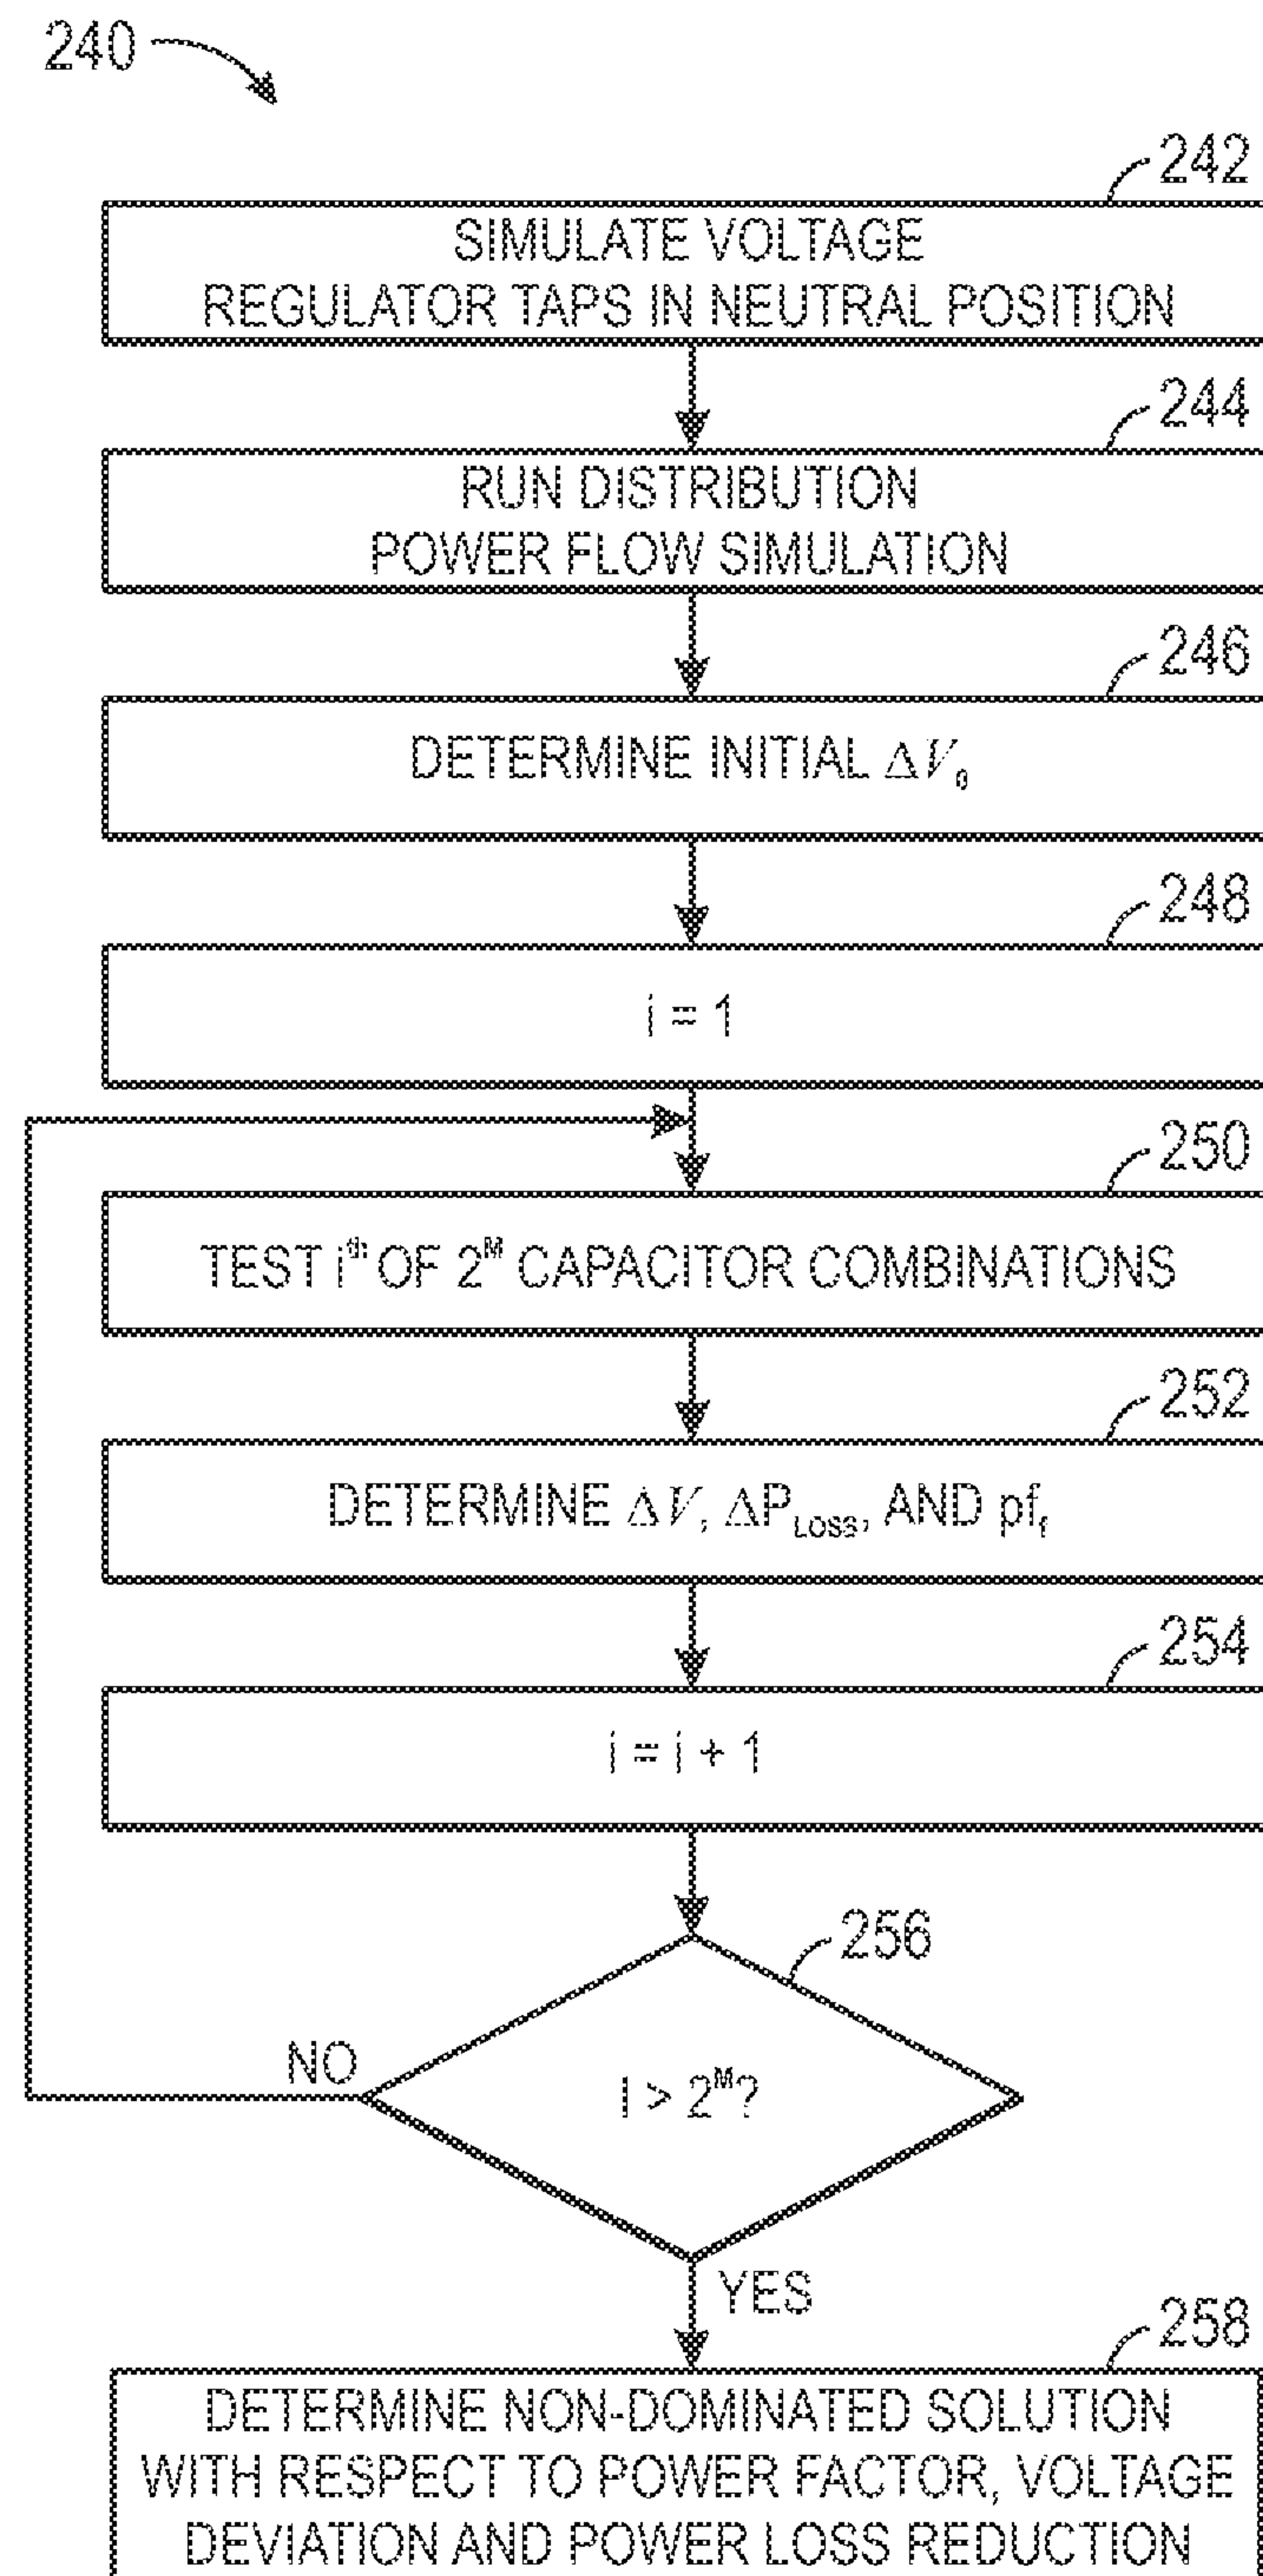 240
242
SIMULATE VOLTAGE
REGULATOR TAPS IN NEUTRAL POSITION
244
RUN DISTRIBUTION
POWER FLOW SIMULATION
246
DETERMINE INITIAL ΔV₀
248
i = 1
250
TEST iᵗʰ OF 2ᴹ CAPACITOR COMBINATIONS
252
DETERMINE ΔV, ΔP_LOSS, AND pf_f
254
i = i + 1
256
I > 2ᴹ?
NO
YES
258
DETERMINE NON-DOMINATED SOLUTION
WITH RESPECT TO POWER FACTOR, VOLTAGE
DEVIATION AND POWER LOSS REDUCTION